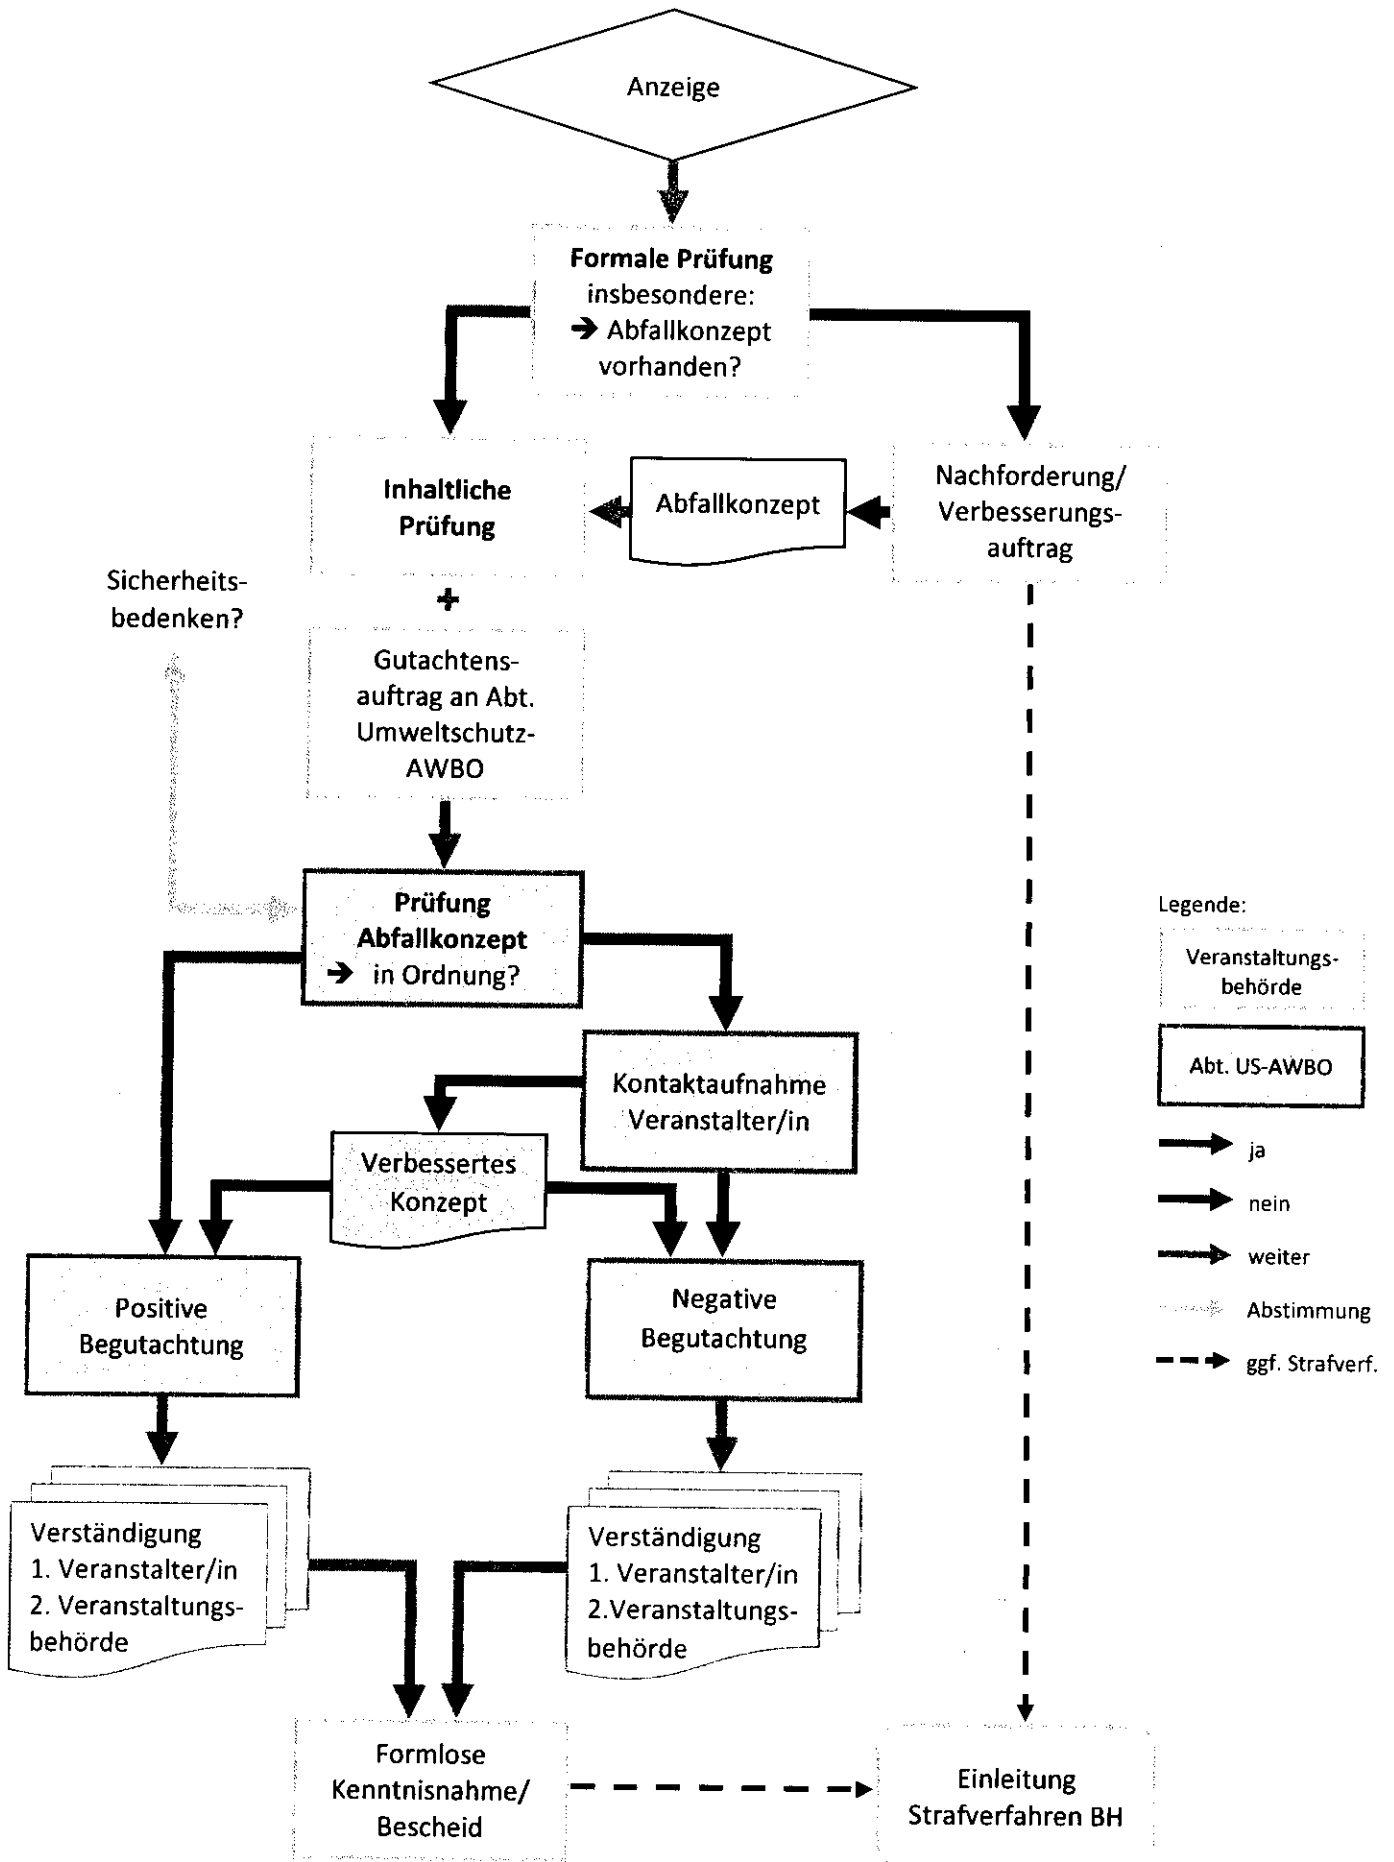 Anzeige
Formale Prüfung
insbesondere:
➔ Abfallkonzept
vorhanden?
Inhaltliche
Prüfung
Abfallkonzept
Nachforderung/
Verbesserungs-
auftrag
+
Sicherheits-
bedenken?
Gutachtens-
auftrag an Abt.
Umweltschutz-
AWBO
Prüfung
Abfallkonzept
➔ in Ordnung?
Kontaktaufnahme
Veranstalter/in
Verbessertes
Konzept
Positive
Begutachtung
Negative
Begutachtung
Verständigung
1. Veranstalter/in
2. Veranstaltungs-
behörde
Verständigung
1. Veranstalter/in
2.Veranstaltungs-
behörde
Formlose
Kenntnisnahme/
Bescheid
Einleitung
Strafverfahren BH
Legende:
Veranstaltungs-
behörde
Abt. US-AWBO
ja
nein
weiter
Abstimmung
ggf. Strafverf.